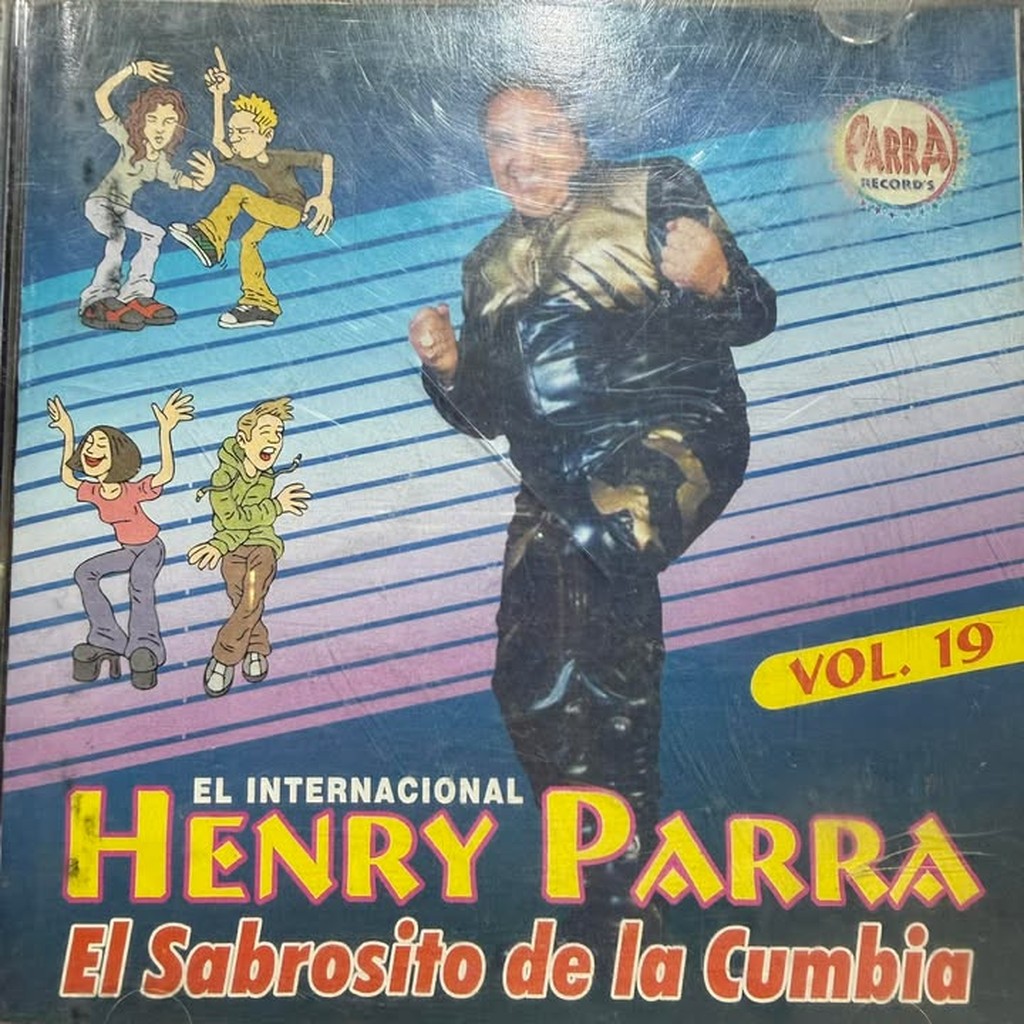 PARRA
RECORD'S
VOL. 19
EL INTERNACIONAL
HENRY PARRA
El Sabrosito de la Cumbia